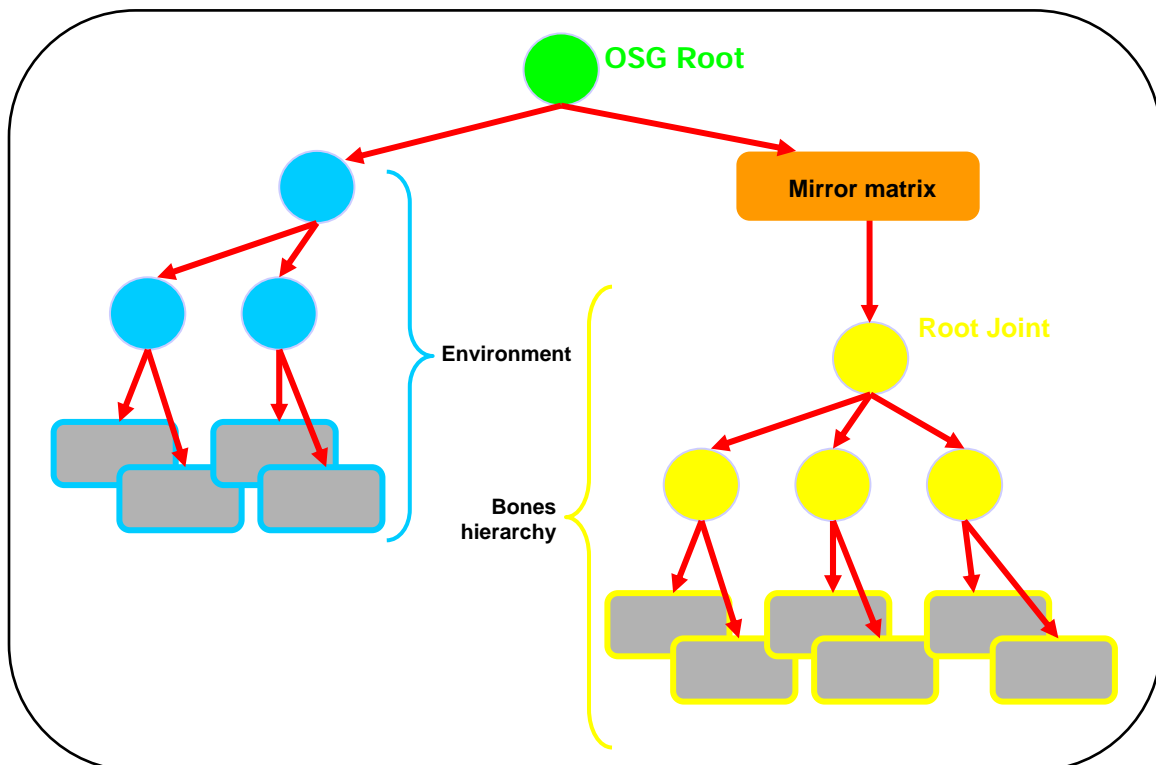 OSG Root
Mirror matrix
Root Joint
Environment
Bones
hierarchy